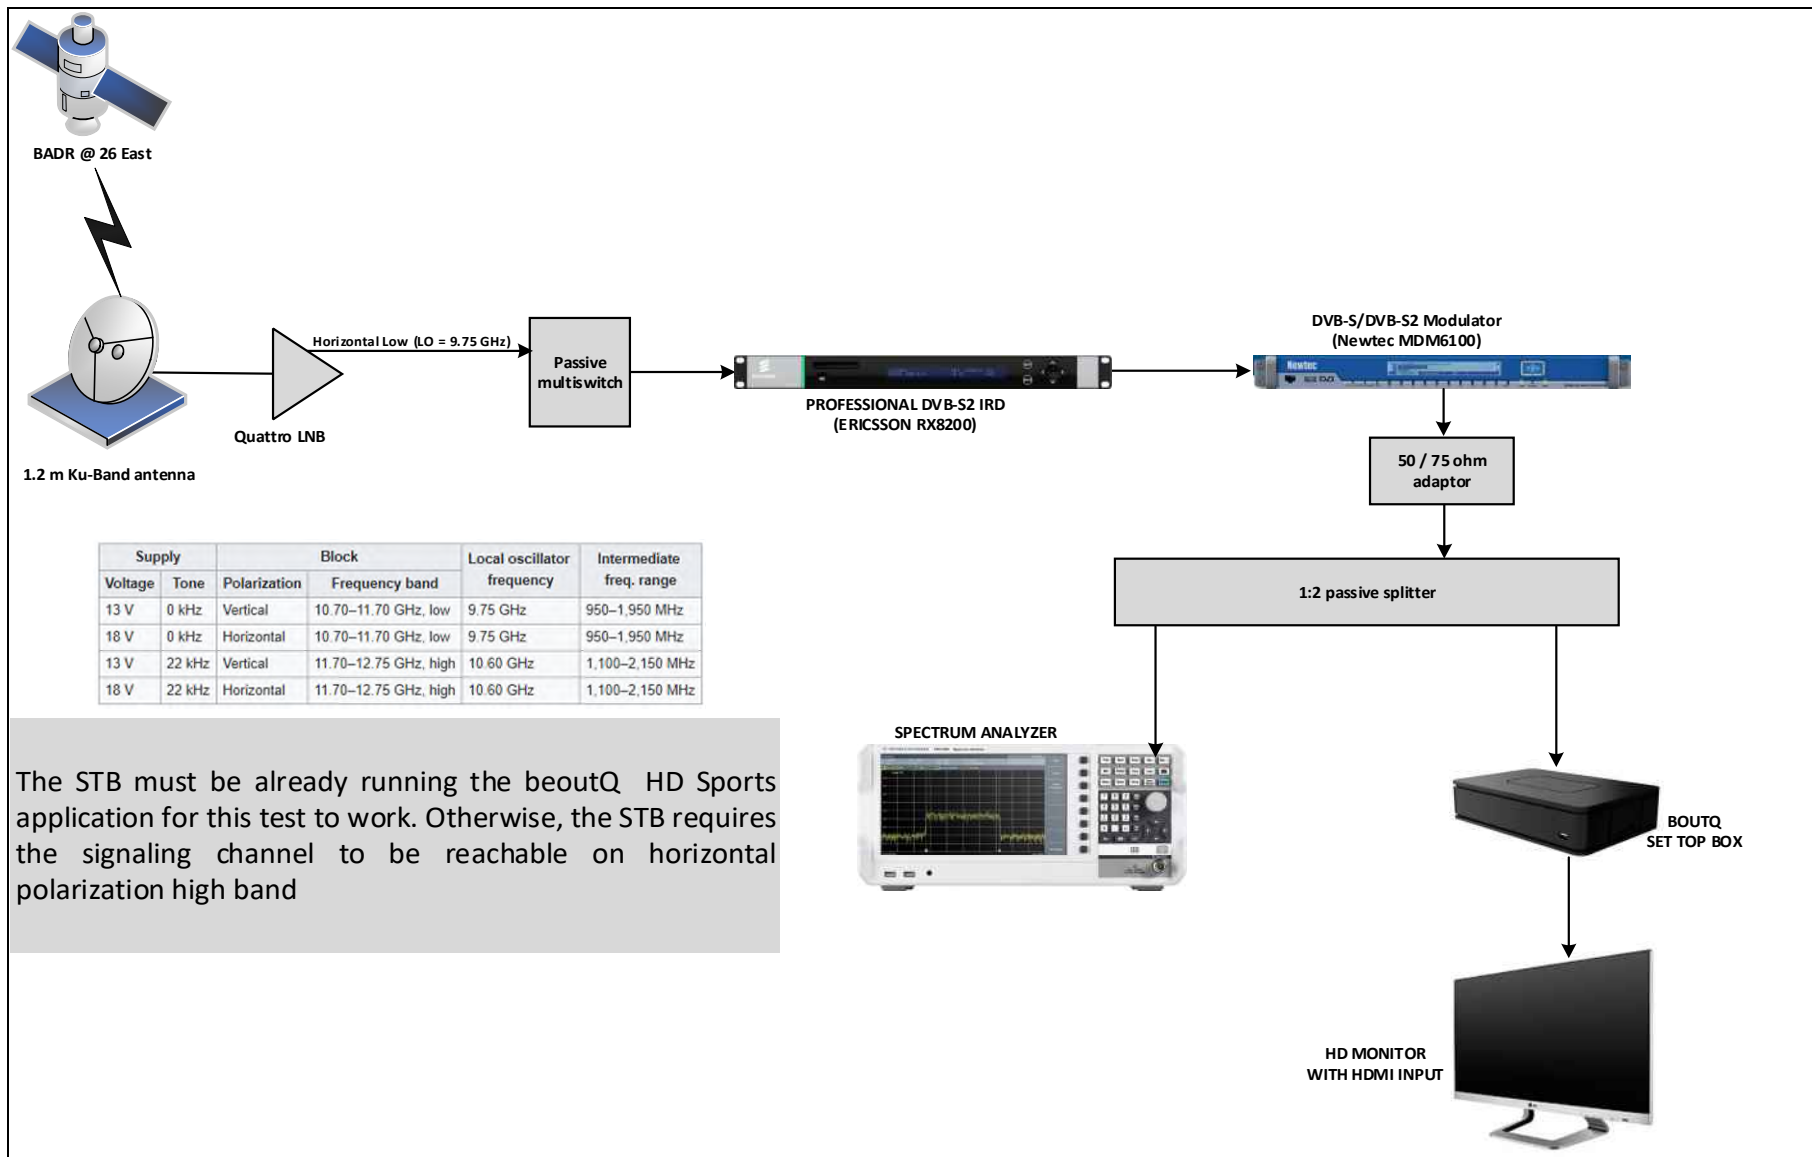 BADR @ 26 East
Horizontal Low (LO = 9.75 GHz)
Passive
multiswitch
Quattro LNB
1.2 m Ku-Band antenna
PROFESSIONAL DVB-S2 IRD
(ERICSSON RX8200)
DVB-S/DVB-S2 Modulator
(Newtec MDM6100)
Newtec
50 / 75 ohm
adaptor
1:2 passive splitter
Supply Block Local oscillator frequency Intermediate freq. range
Voltage Tone Polarization Frequency band
13 V 0 kHz Vertical 10.70–11.70 GHz, low 9.75 GHz 950–1,950 MHz
18 V 0 kHz Horizontal 10.70–11.70 GHz, low 9.75 GHz 950–1,950 MHz
13 V 22 kHz Vertical 11.70–12.75 GHz, high 10.60 GHz 1,100–2,150 MHz
18 V 22 kHz Horizontal 11.70–12.75 GHz, high 10.60 GHz 1,100–2,150 MHz
The STB must be already running the beoutQ HD Sports
application for this test to work. Otherwise, the STB requires
the signaling channel to be reachable on horizontal
polarization high band
SPECTRUM ANALYZER
BOUTQ
SET TOP BOX
HD MONITOR
WITH HDMI INPUT